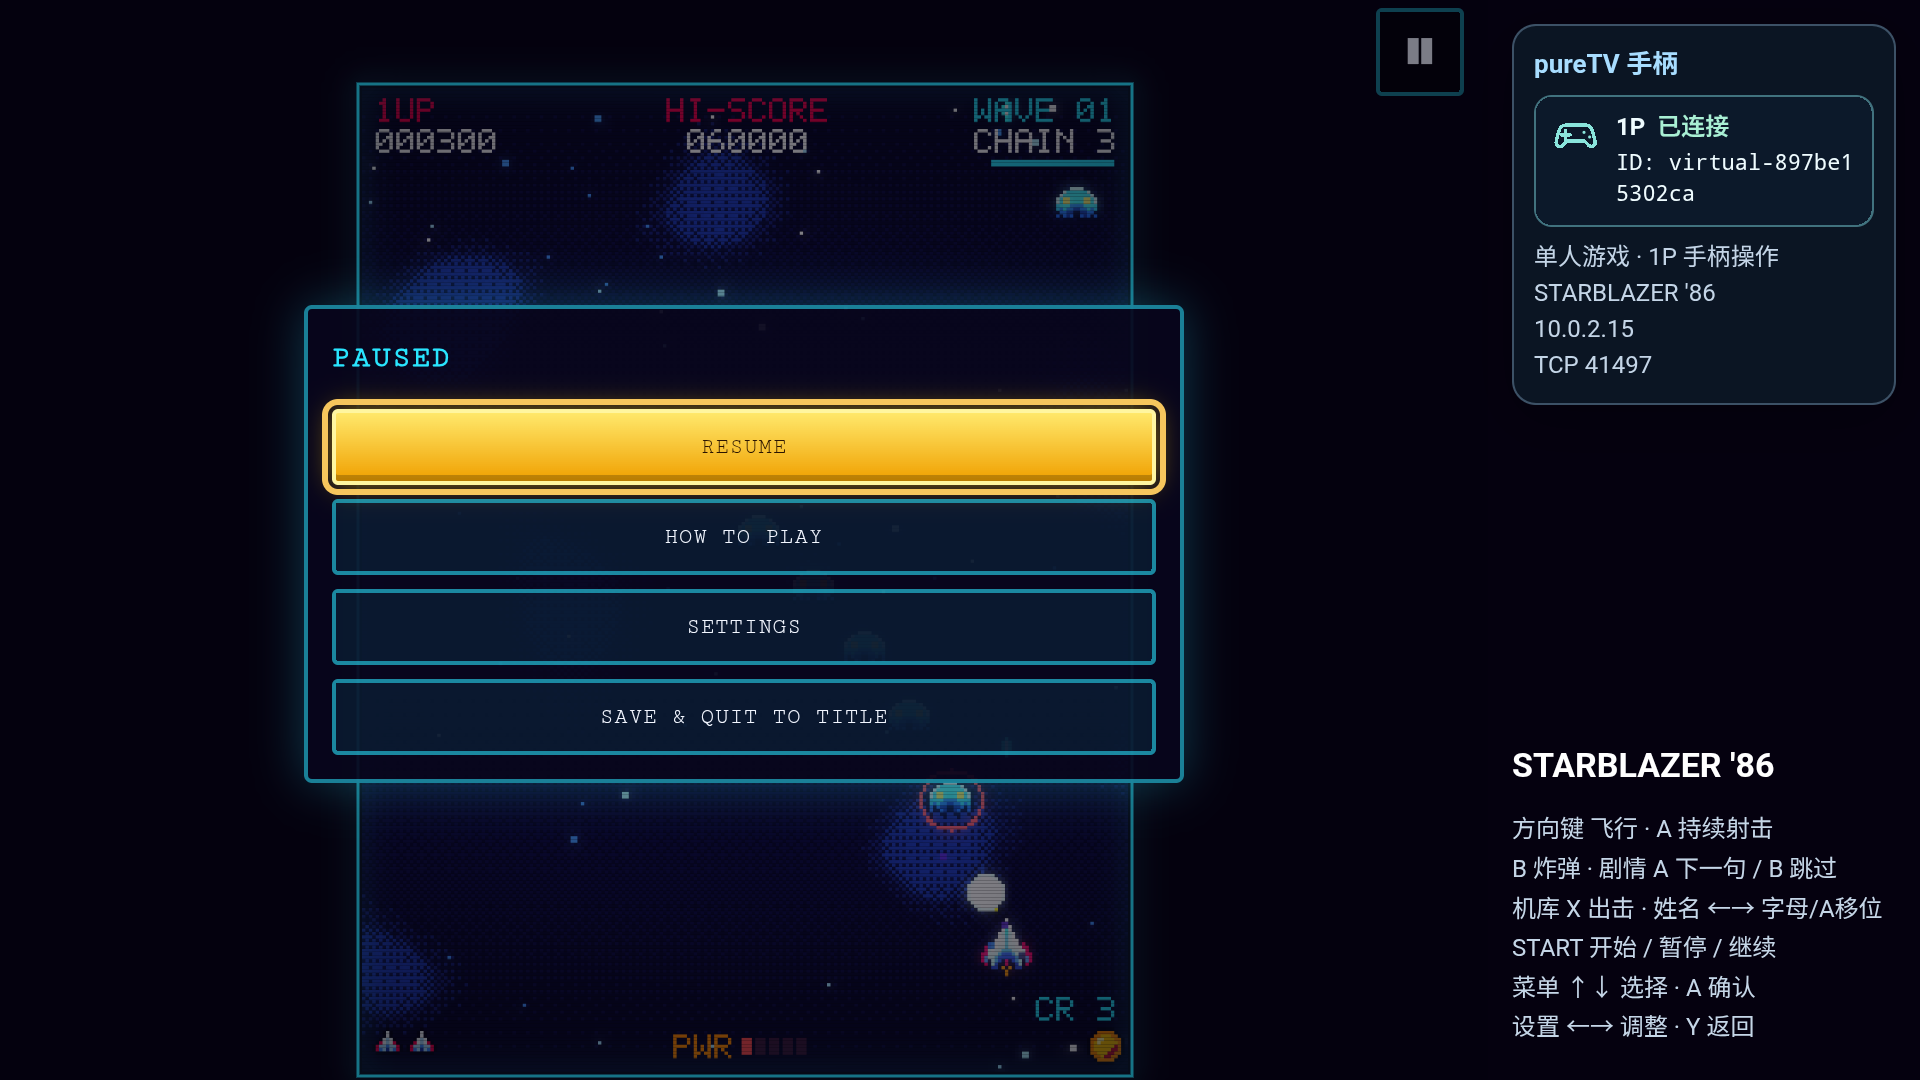 1UP
000300
HI-SCORE
060000
WAVE 01
CHAIN 3
PAUSED
RESUME
HOW TO PLAY
SETTINGS
SAVE & QUIT TO TITLE
CR 3
PWR
pureTV 手柄
1P 已连接
ID: virtual-897be1
5302ca
单人游戏 · 1P 手柄操作
STARBLAZER '86
10.0.2.15
TCP 41497
STARBLAZER '86
方向键 飞行 · A 持续射击
B 炸弹 · 剧情 A 下一句 / B 跳过
机库 X 出击 · 姓名 ←→ 字母/A移位
START 开始 / 暂停 / 继续
菜单 ↑↓ 选择 · A 确认
设置 ←→ 调整 · Y 返回